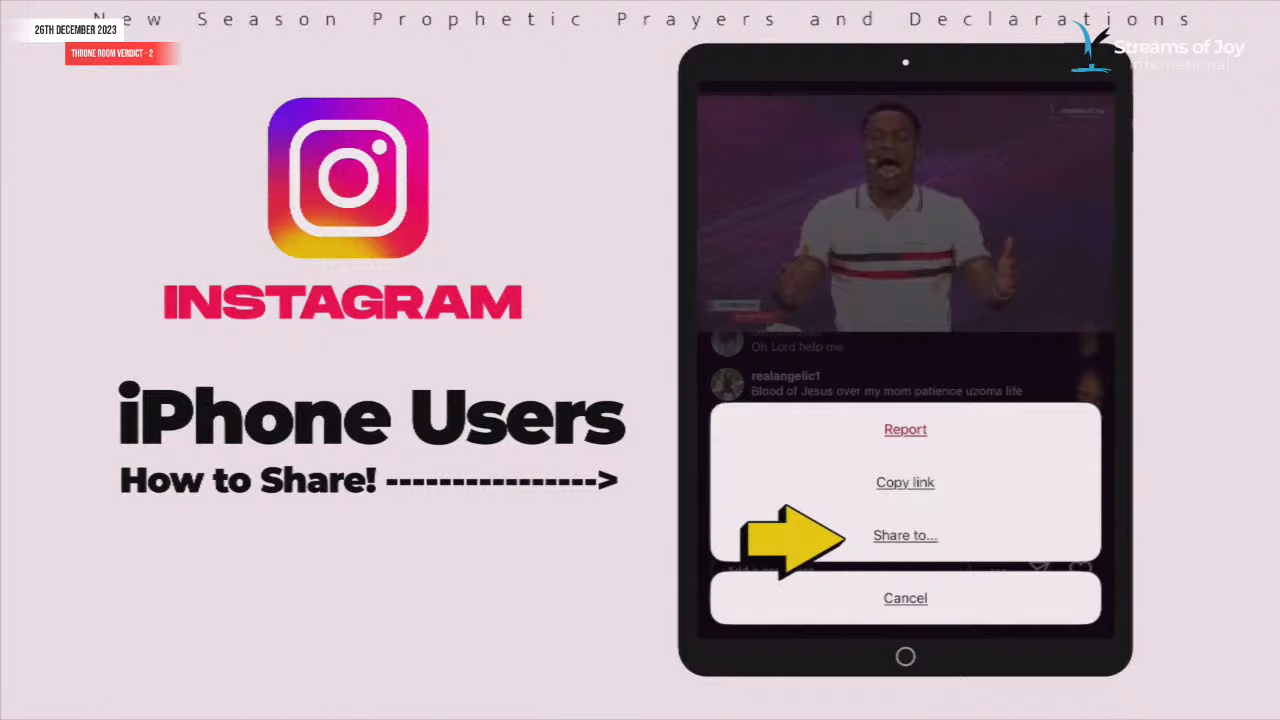 New Season Prophetic Prayers and Declarations
26TH DECEMBER 2023
THRONE ROOM VERDICT - 2
Streams of Joy
International
INSTAGRAM
iPhone Users
How to Share! ---------------->
Oh Lord help me
realangelic1
Blood of Jesus over my mom patience uzoma life
Report
Copy link
Share to...
Cancel